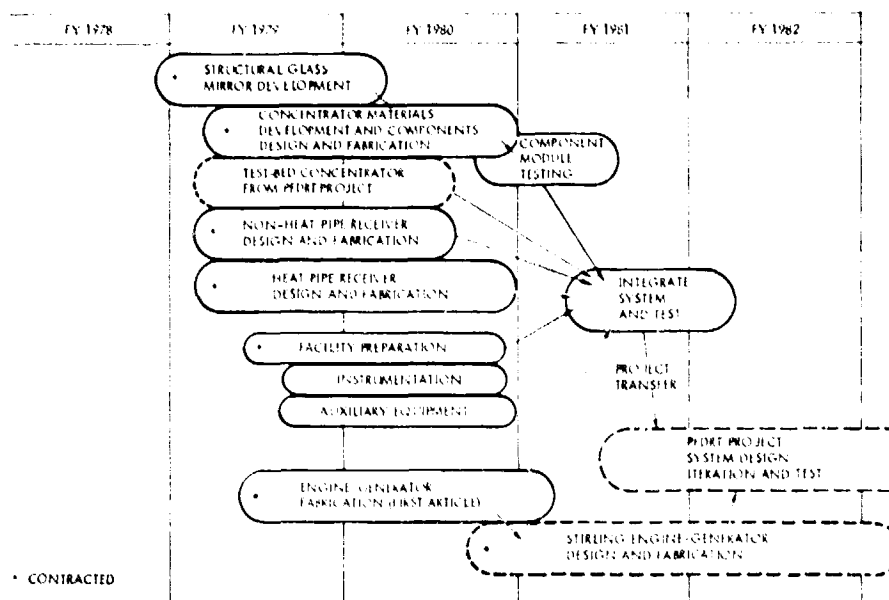 FY 1978 FY 1979 FY 1980 FY 1981 FY 1982
• STRUCTURAL GLASS
MIRROR DEVELOPMENT
CONCENTRATOR MATERIALS
• DEVELOPMENT AND COMPONENTS
DESIGN AND FABRICATION
COMPONENT
MODULE
TESTING
TEST-BED CONCENTRATOR
FROM PFDRT PROJECT
• NON-HEAT PIPE RECEIVER
DESIGN AND FABRICATION
• HEAT PIPE RECEIVER
DESIGN AND FABRICATION
INTEGRATE
SYSTEM
AND TEST
• FACILITY PREPARATION
INSTRUMENTATION
AUXILIARY EQUIPMENT
PROJECT
TRANSFER
PFDRT PROJECT
SYSTEM DESIGN
ITERATION AND TEST
• ENGINE-GENERATOR
FABRICATION (FIRST ARTICLE)
• STIRLING ENGINE-GENERATOR
DESIGN AND FABRICATION
• CONTRACTED